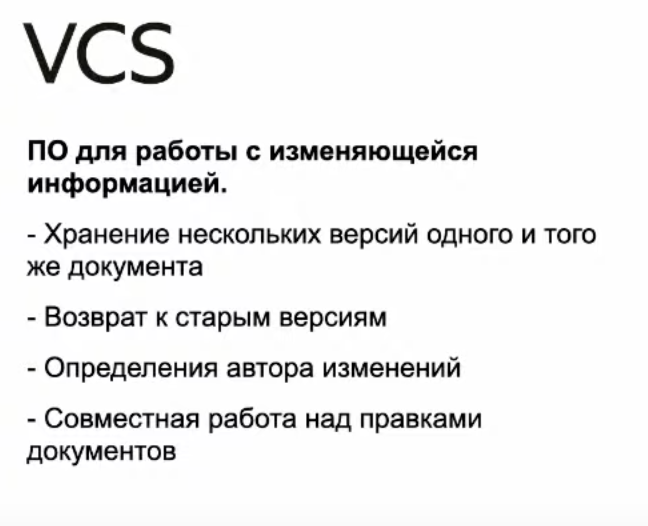 VCS
ПО для работы с изменяющейся
информацией.
- Хранение нескольких версий одного и того
же документа
- Возврат к старым версиям
- Определения автора изменений
- Совместная работа над правками
документов